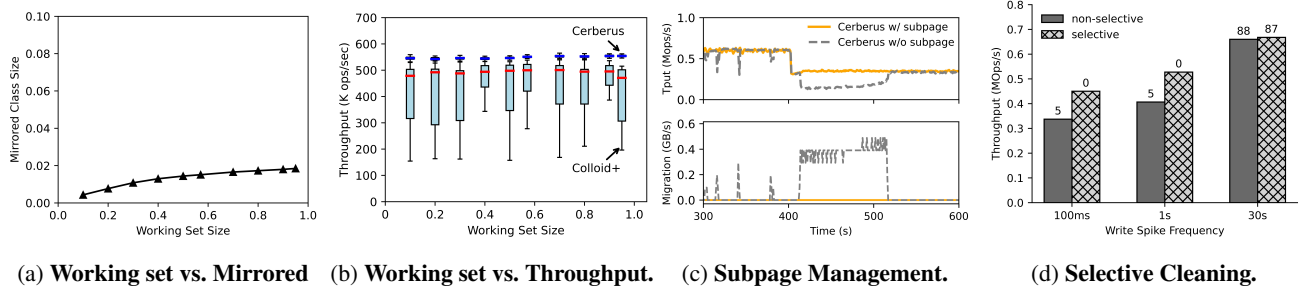 0.10
0.08
0.06
0.04
0.02
0.00
Mirrored Class Size
0.0 0.2 0.4 0.6 0.8 1.0
Working Set Size
(a) Working set vs. Mirrored
700
600
500
400
300
200
100
0
Throughput (K ops/sec)
Cerberus
Colloid+
0.0 0.2 0.4 0.6 0.8 1.0
Working Set Size
(b) Working set vs. Throughput.
1.0
0.5
0.0
Tput (Mops/s)
Cerberus w/ subpage
Cerberus w/o subpage
0.6
0.4
0.2
0.0
Migration (GB/s)
300 400 500 600
Time (s)
(c) Subpage Management.
0.8
0.7
0.6
0.5
0.4
0.3
0.2
0.1
0.0
Throughput (MOps/s)
non-selective
selective
5 0 5 0 88 87
100ms 1s 30s
Write Spike Frequency
(d) Selective Cleaning.